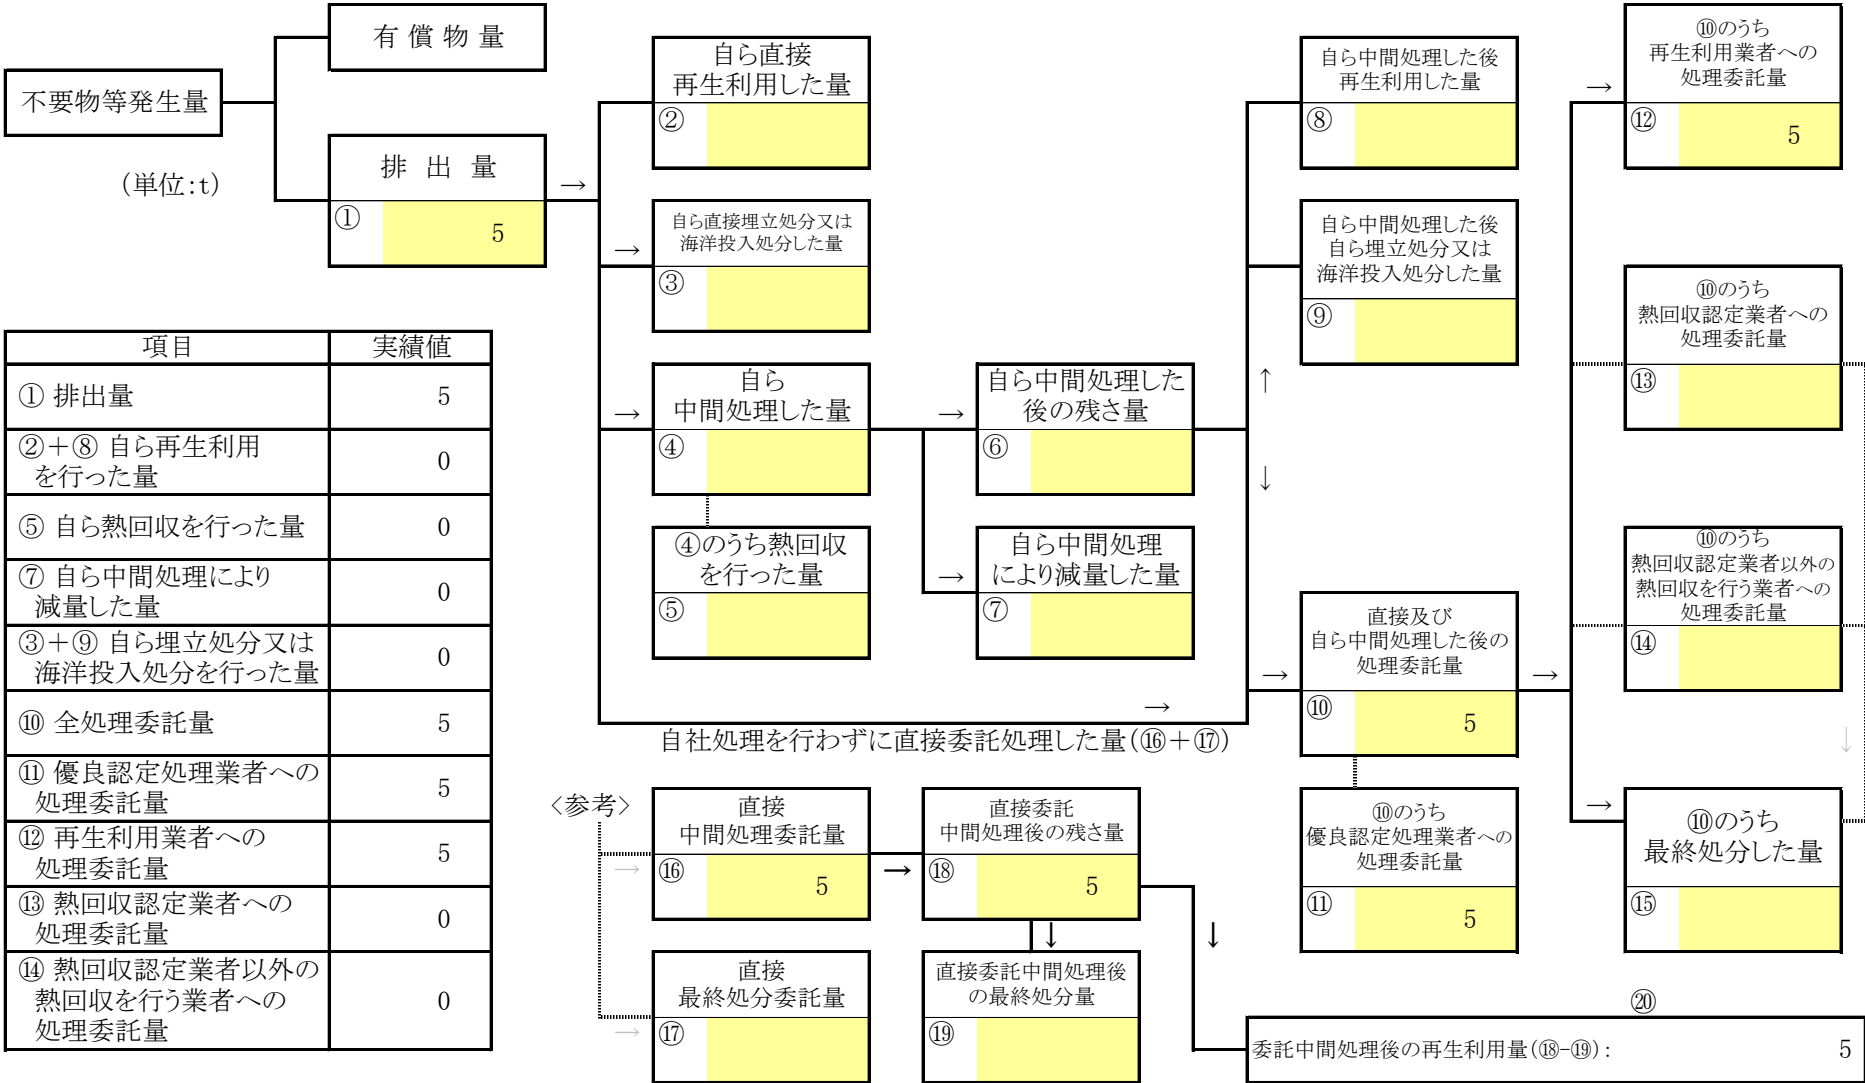 有 償 物 量
不要物等発生量
(単位:t)
排 出 量
→
①
5
自ら直接
再生利用した量
②
→
自ら直接埋立処分又は
海洋投入処分した量
③
→
自ら
中間処理した量
④
④のうち熱回収
を行った量
⑤
→
自ら中間処理した
後の残さ量
⑥
→
自ら中間処理
により減量した量
⑦
自ら中間処理した後
再生利用した量
⑧
自ら中間処理した後
自ら埋立処分又は
海洋投入処分した量
⑨
↑
↓
→
自社処理を行わずに直接委託処理した量(⑯+⑰)
→
直接及び
自ら中間処理した後の
処理委託量
⑩
5
⑩のうち
優良認定処理業者への
処理委託量
⑪
5
→
→
⑩のうち
再生利用業者への
処理委託量
⑫
5
⑩のうち
熱回収認定業者への
処理委託量
⑬
⑩のうち
熱回収認定業者以外の
熱回収を行う業者への
処理委託量
⑭
↓
→
⑩のうち
最終処分した量
⑮
項目 実績値
① 排出量 5
②+⑧ 自ら再生利用
を行った量 0
⑤ 自ら熱回収を行った量 0
⑦ 自ら中間処理により
減量した量 0
③+⑨ 自ら埋立処分又は
海洋投入処分を行った量 0
⑩ 全処理委託量 5
⑪ 優良認定処理業者への
処理委託量 5
⑫ 再生利用業者への
処理委託量 5
⑬ 熱回収認定業者への
処理委託量 0
⑭ 熱回収認定業者以外の
熱回収を行う業者への
処理委託量 0
〈参考〉
→
直接
中間処理委託量
⑯
5
→
直接委託
中間処理後の残さ量
⑱
5
↓
↓
→
直接
最終処分委託量
⑰
直接委託中間処理後
の最終処分量
⑲
⑳
委託中間処理後の再生利用量(⑱-⑲): 5